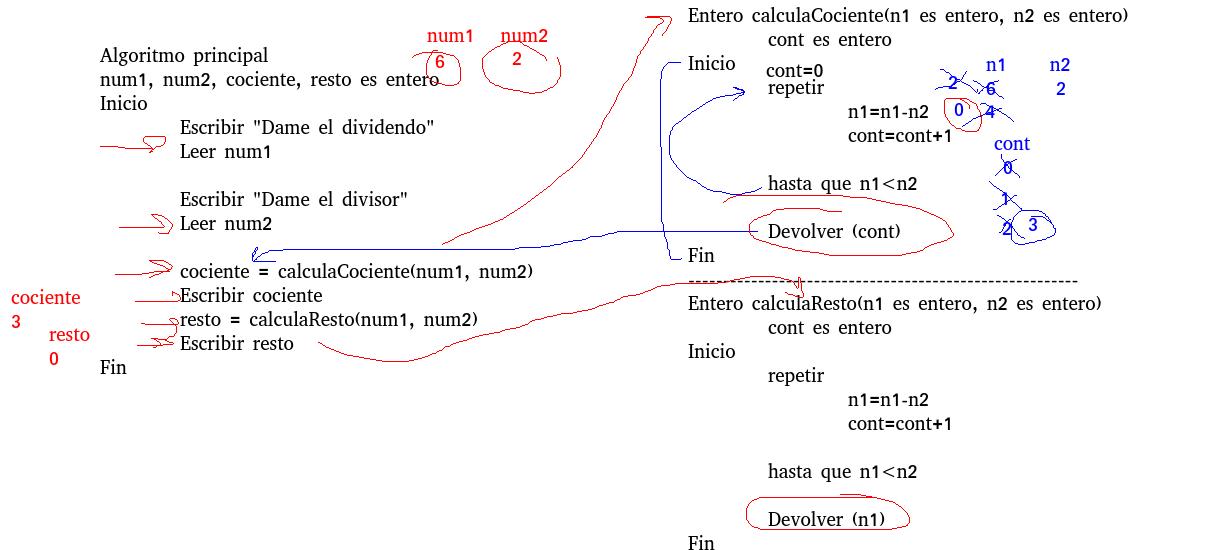 num1 num2
6 2
Algoritmo principal
num1, num2, cociente, resto es entero
Inicio
Escribir "Dame el dividendo"
Leer num1
Escribir "Dame el divisor"
Leer num2
cociente = calculaCociente(num1, num2)
Escribir cociente
resto = calculaResto(num1, num2)
Escribir resto
Fin
cociente
3
resto
0
Entero calculaCociente(n1 es entero, n2 es entero)
cont es entero
Inicio
cont=0
repetir
n1=n1-n2
cont=cont+1
hasta que n1<n2
Devolver (cont)
Fin
n1 n2
2 6 2
0 4
cont
0
1
2 3
--------------------------------------------------------
Entero calculaResto(n1 es entero, n2 es entero)
cont es entero
Inicio
repetir
n1=n1-n2
cont=cont+1
hasta que n1<n2
Devolver (n1)
Fin